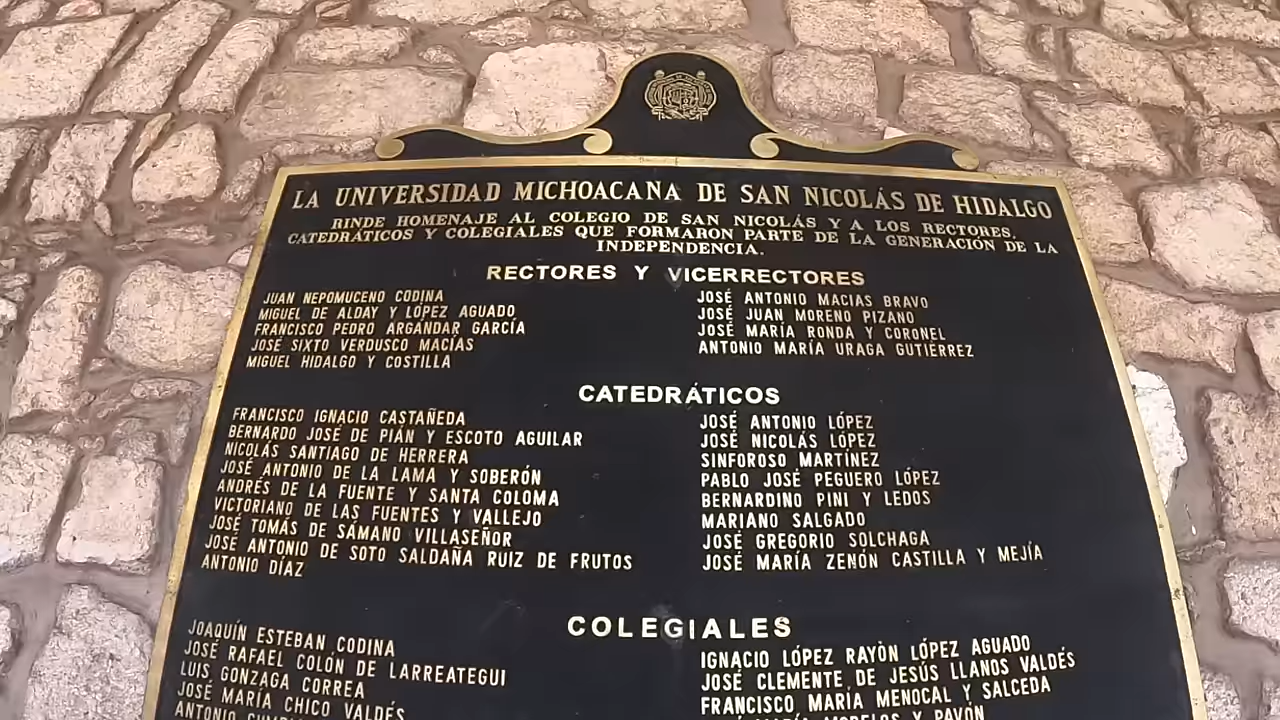 LA UNIVERSIDAD MICHOACANA DE SAN NICOLÁS DE HIDALGO
RINDE HOMENAJE AL COLEGIO DE SAN NICOLÁS Y A LOS RECTORES,
CATEDRÁTICOS Y COLEGIALES QUE FORMARON PARTE DE LA GENERACIÓN DE LA
INDEPENDENCIA.
RECTORES Y VICERRECTORES
JUAN NEPOMUCENO CODINA
MIGUEL DE ALDAY Y LÓPEZ AGUADO
FRANCISCO PEDRO ARGANDAR GARCÍA
JOSÉ SIXTO VERDUSCO MACÍAS
MIGUEL HIDALGO Y COSTILLA
JOSÉ ANTONIO MACIAS BRAVO
JOSÉ JUAN MORENO PIZANO
JOSÉ MARÍA RONDA Y CORONEL
ANTONIO MARÍA URAGA GUTIÉRREZ
CATEDRÁTICOS
FRANCISCO IGNACIO CASTAÑEDA
BERNARDO JOSÉ DE PIÁN Y ESCOTO AGUILAR
NICOLÁS SANTIAGO DE HERRERA
JOSÉ ANTONIO DE LA LAMA Y SOBERÓN
ANDRÉS DE LA FUENTE Y SANTA COLOMA
VICTORIANO DE LAS FUENTES Y VALLEJO
JOSÉ TOMÁS DE SÁMANO VILLASEÑOR
JOSÉ ANTONIO DE SOTO SALDAÑA RUIZ DE FRUTOS
ANTONIO DÍAZ
JOSÉ ANTONIO LÓPEZ
JOSÉ NICOLÁS LÓPEZ
SINFOROSO MARTÍNEZ
PABLO JOSÉ PEGUERO LÓPEZ
BERNARDINO PINI Y LEDOS
MARIANO SALGADO
JOSÉ GREGORIO SOLCHAGA
JOSÉ MARÍA ZENÓN CASTILLA Y MEJÍA
COLEGIALES
JOAQUÍN ESTEBAN CODINA
JOSÉ RAFAEL COLÓN DE LARREATEGUI
LUIS GONZAGA CORREA
JOSÉ MARÍA CHICO VALDÉS
ANTONIO
IGNACIO LÓPEZ RAYÒN LÓPEZ AGUADO
JOSÉ CLEMENTE DE JESÚS LLANOS VALDÉS
FRANCISCO MARÍA MENOCAL Y SALCEDA
MARÍA MORELOS Y PAVÓN